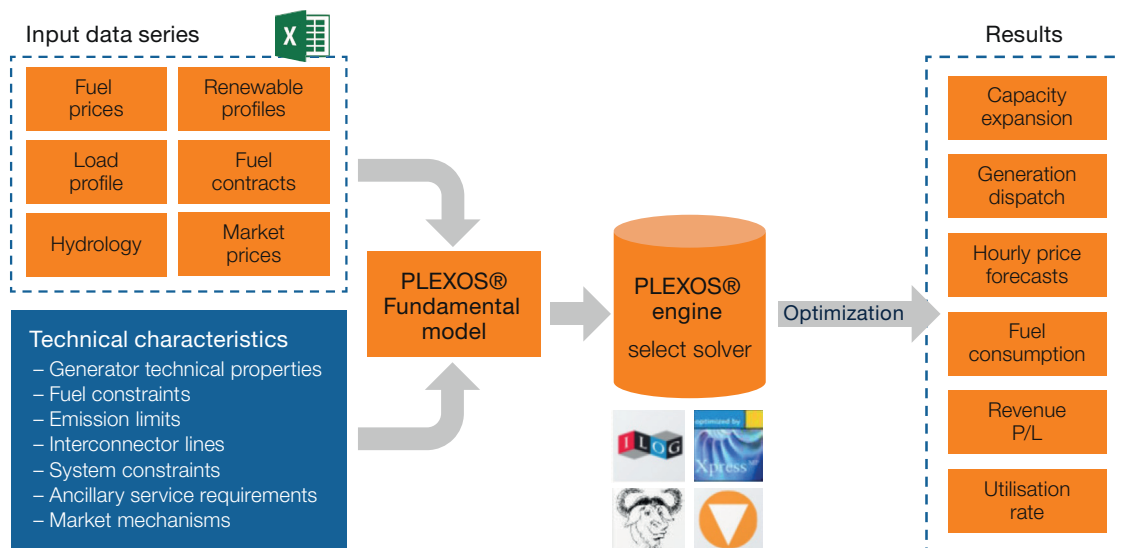 Input data series
X
Fuel
prices
Renewable
profiles
Load
profile
Fuel
contracts
Hydrology
Market
prices
Technical characteristics
– Generator technical properties
– Fuel constraints
– Emission limits
– Interconnector lines
– System constraints
– Ancillary service requirements
– Market mechanisms
PLEXOS®
Fundamental
model
PLEXOS®
engine
select solver
ILOG
optimized by
Xpress
Optimization
Results
Capacity
expansion
Generation
dispatch
Hourly price
forecasts
Fuel
consumption
Revenue
P/L
Utilisation
rate